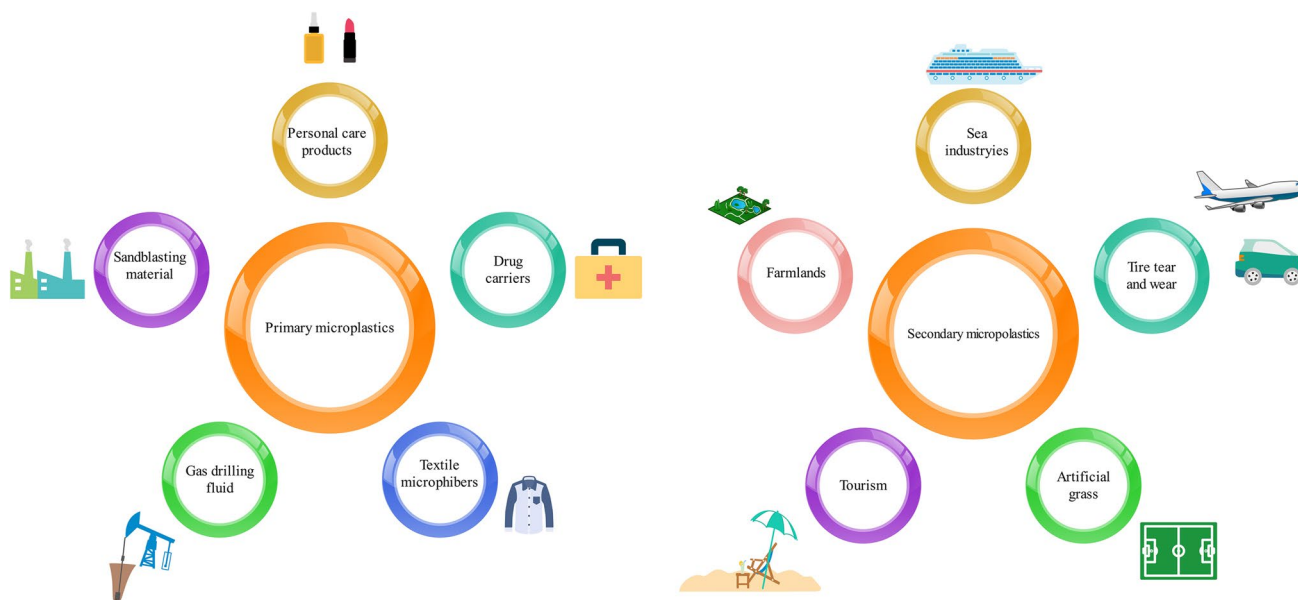 Personal care
products
Sandblasting
material
Drug
carriers
Primary microplastics
Gas drilling
fluid
Textile
microphibers
Sea
industryies
Farmlands
Tire tear
and wear
Secondary micropolastics
Tourism
Artificial
grass